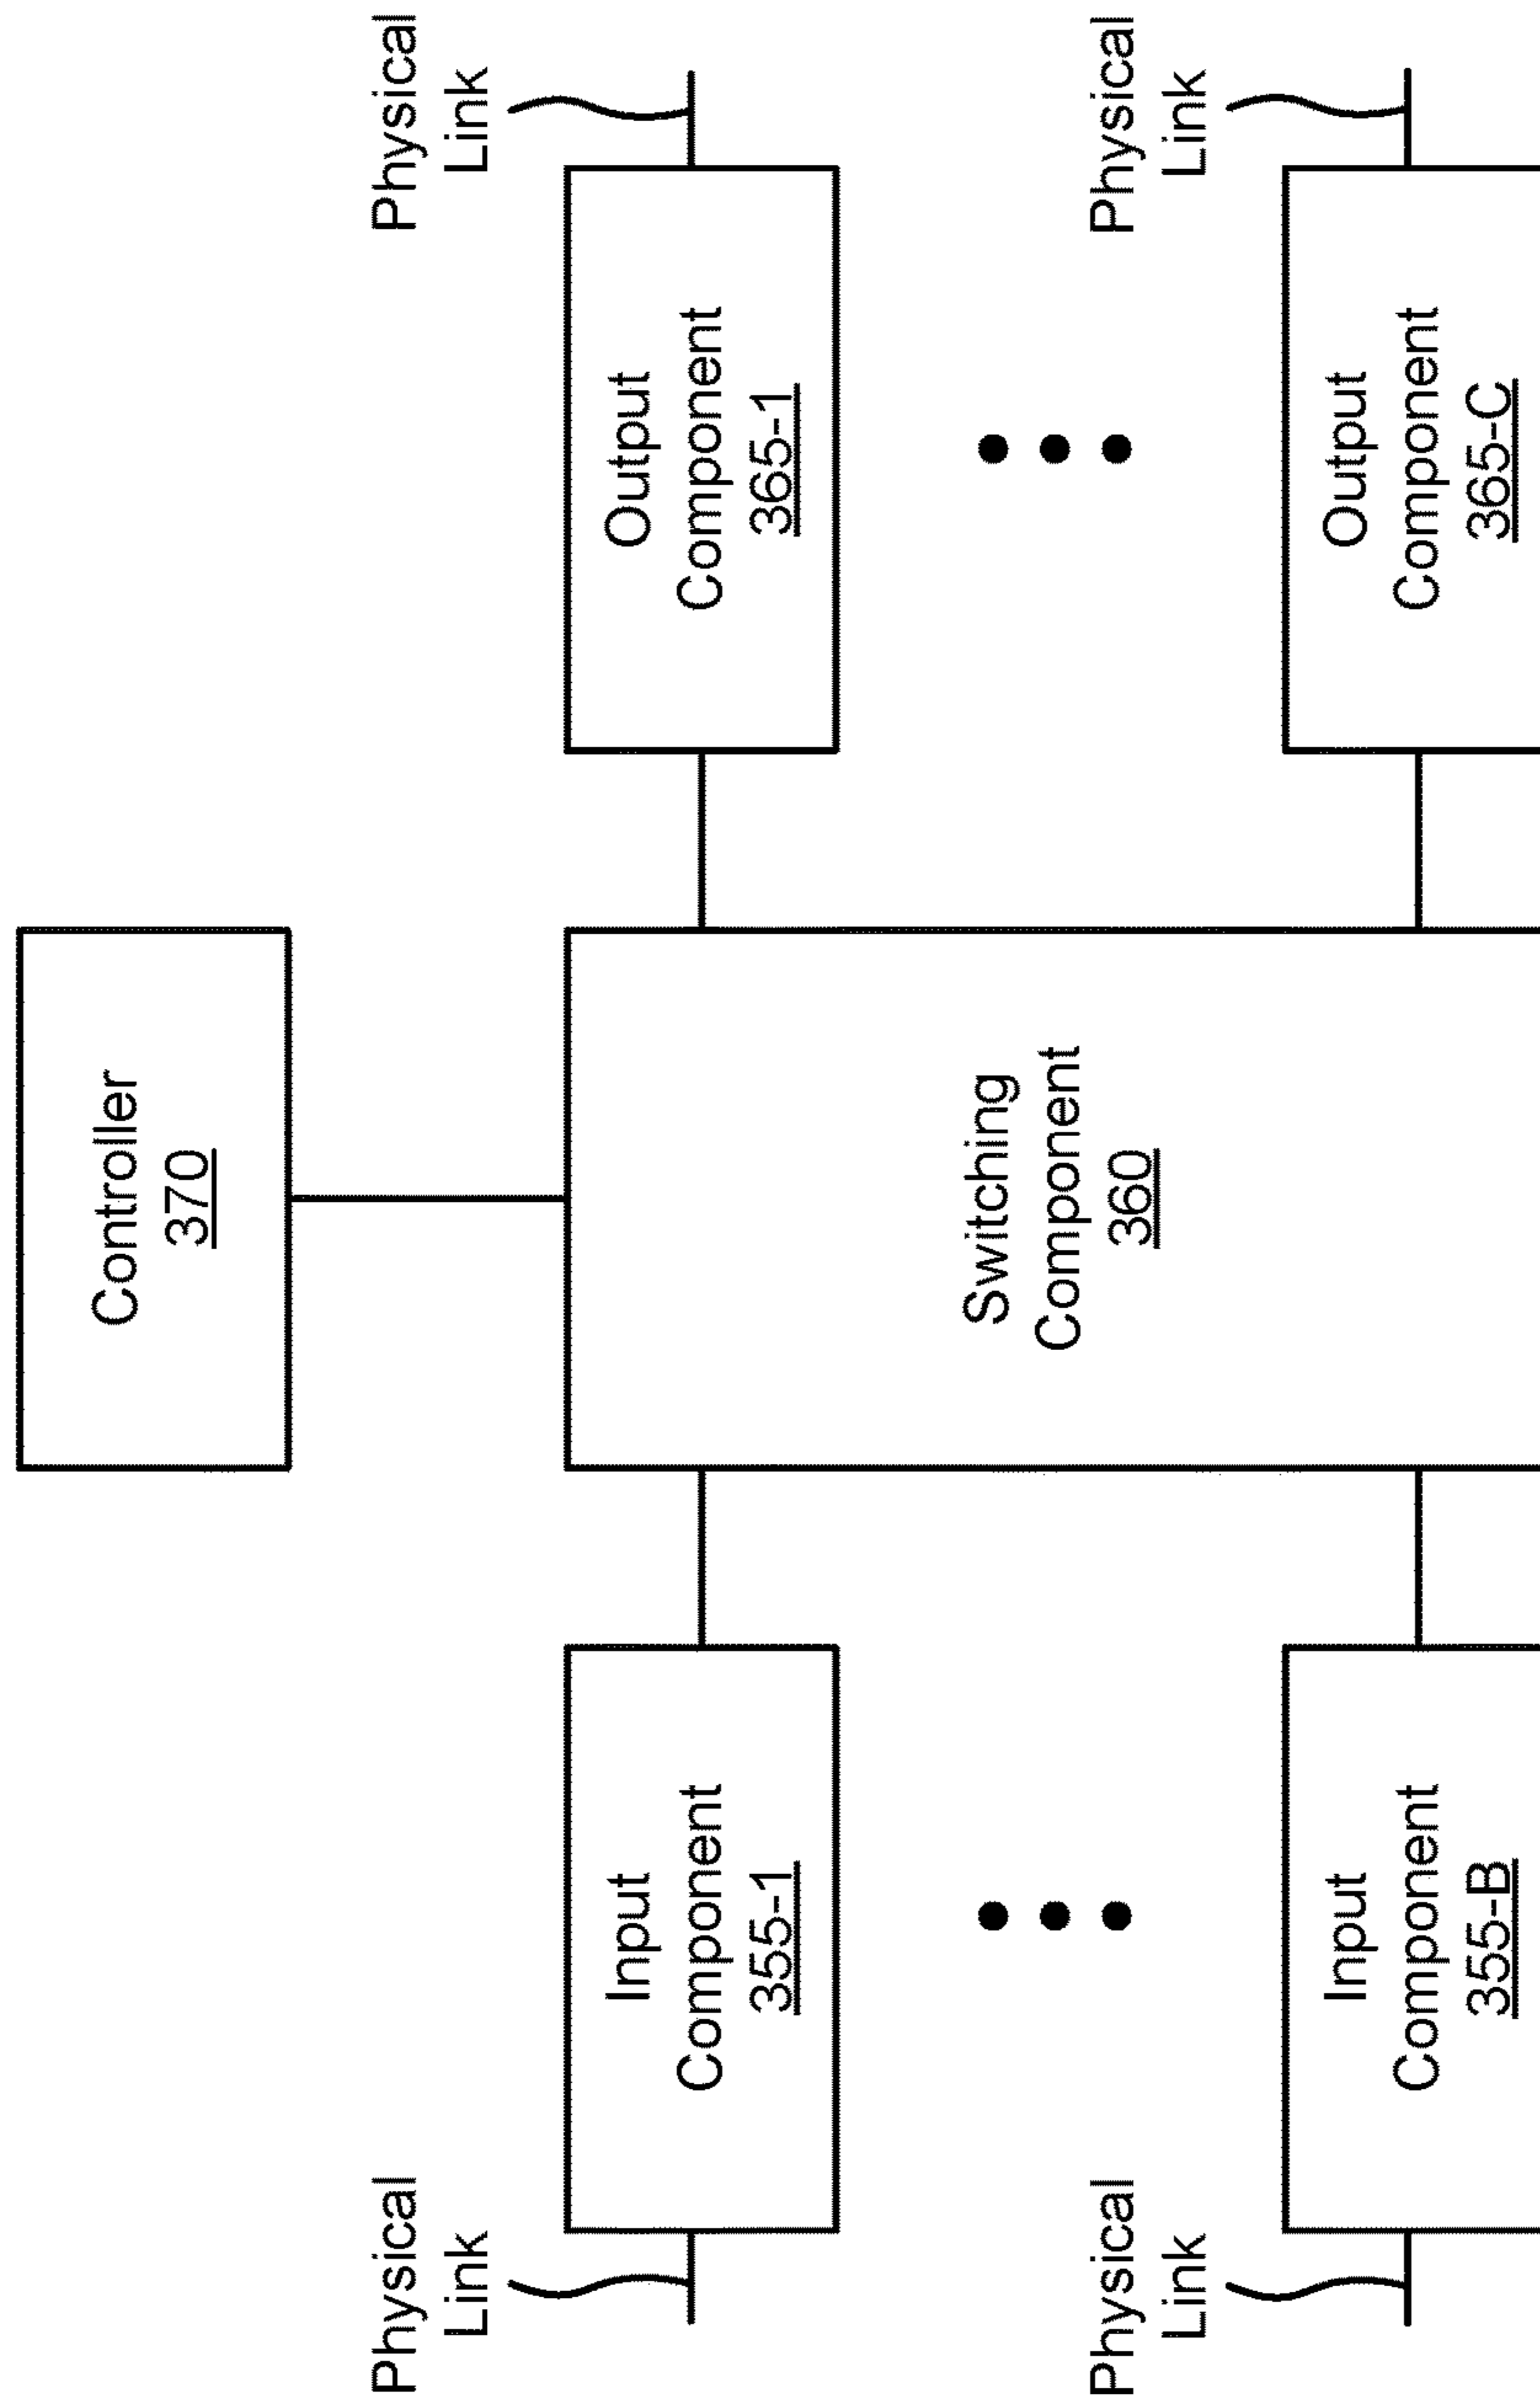 Controller
370
Physical
Link
Physical
Link
Input
Component
355-1
Switching
Component
360
Output
Component
365-1
Physical
Link
Physical
Link
Input
Component
355-B
Output
Component
365-C